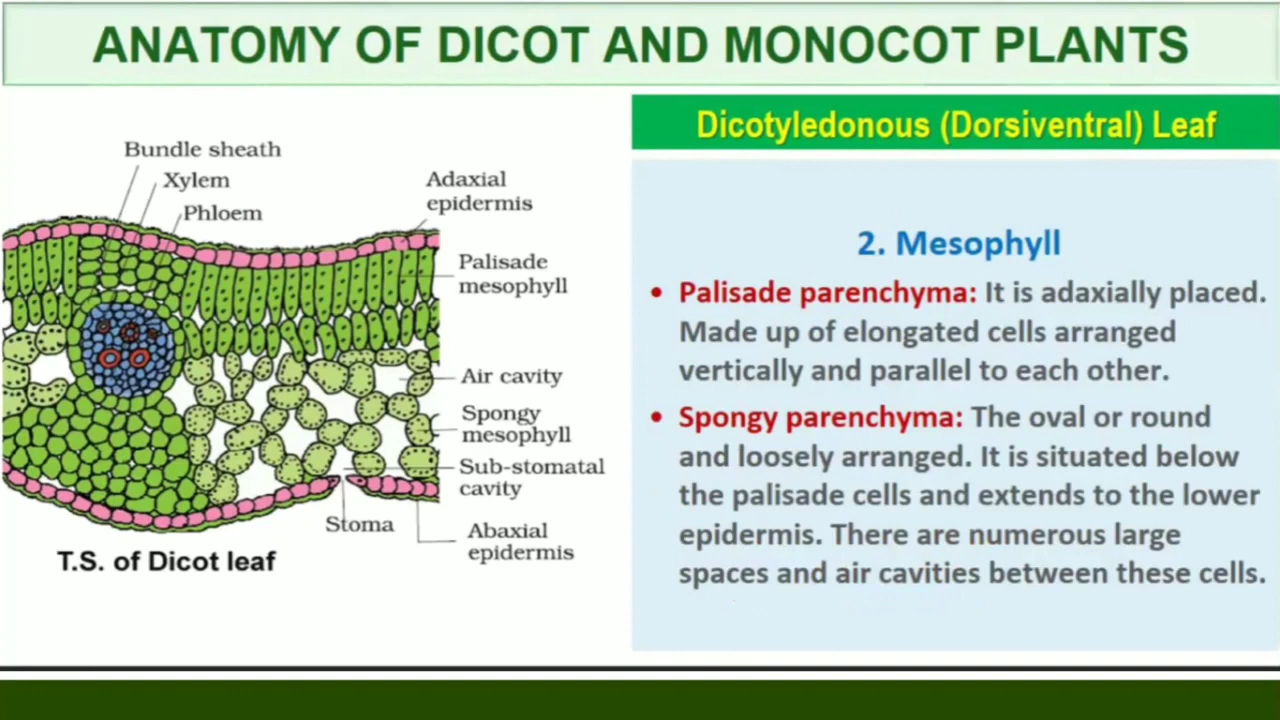 ANATOMY OF DICOT AND MONOCOT PLANTS
Bundle sheath
Xylem
Phloem
Adaxial
epidermis
Palisade
mesophyll
Air cavity
Spongy
mesophyll
Sub-stomatal
cavity
Stoma
Abaxial
epidermis
T.S. of Dicot leaf
Dicotyledonous (Dorsiventral) Leaf
2. Mesophyll
• Palisade parenchyma: It is adaxially placed.
Made up of elongated cells arranged
vertically and parallel to each other.
• Spongy parenchyma: The oval or round
and loosely arranged. It is situated below
the palisade cells and extends to the lower
epidermis. There are numerous large
spaces and air cavities between these cells.